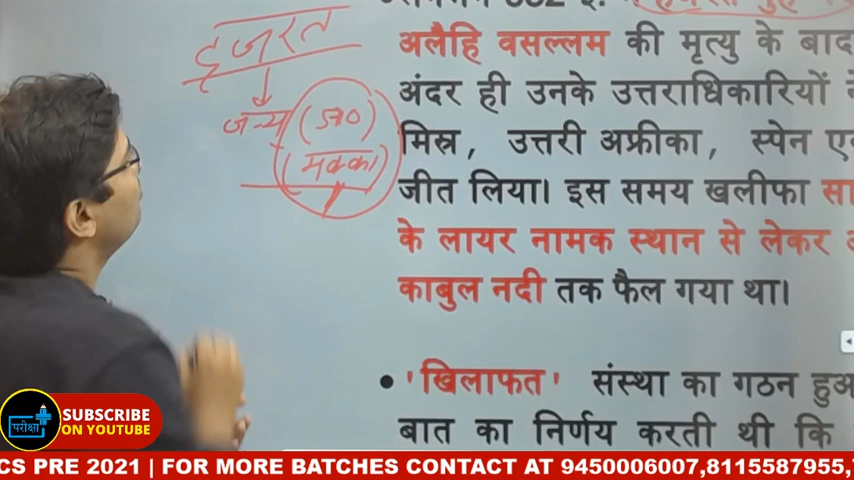 हजरत
जन्म (570)
(मक्का)
अलैहि वसल्लम की मृत्यु के बाद
अंदर ही उनके उत्तराधिकारियों ने
मिस्र, उत्तरी अफ्रीका, स्पेन
जीत लिया। इस समय खलीफा
के लायर नामक स्थान से लेकर
काबुल नदी तक फैल गया था।
• 'खिलाफत' संस्था का गठन
बात का निर्णय करती थी कि
परीक्षा
SUBSCRIBE
ON YOUTUBE
CS PRE 2021 | FOR MORE BATCHES CONTACT AT 9450006007,8115587955,